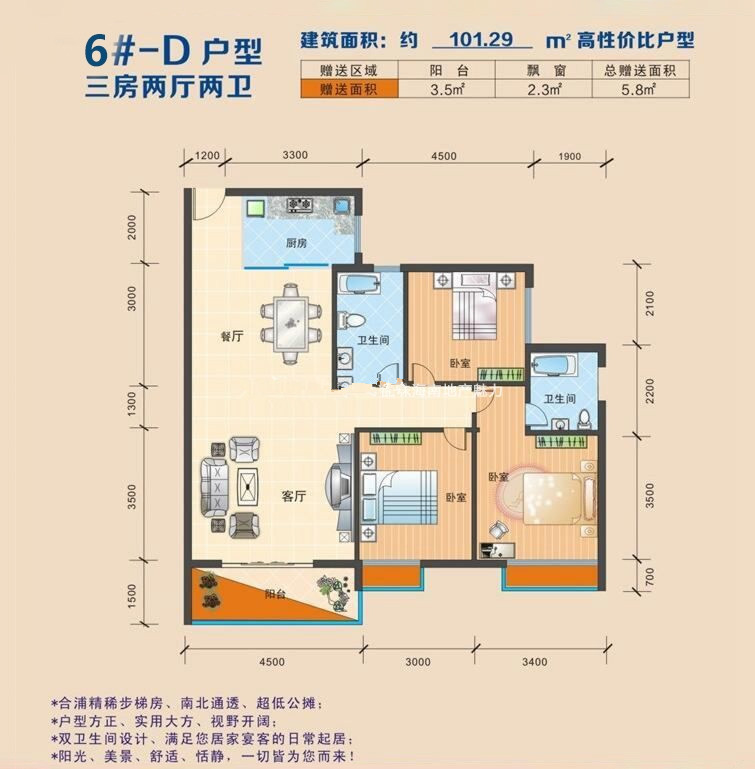 6#-D 户型
三房两厅两卫
建筑面积：约 101.29 m² 高性价比户型
赠送区域 阳台 飘窗 总赠送面积
赠送面积 3.5㎡ 2.3㎡ 5.8㎡
1200 3300 4500 1900
2000
3000
1300
3500
1500
2100
2200
3500
700
厨房
餐厅
卫生间
卧室
卫生间
客厅
卧室
卧室
阳台
4500 3000 3400
*合浦精稀步梯房、南北通透、超低公摊；
*户型方正、实用大方、视野开阔；
*双卫生间设计、满足您居家宴客的日常起居；
*阳光、美景、舒适、恬静，一切皆为您而来！